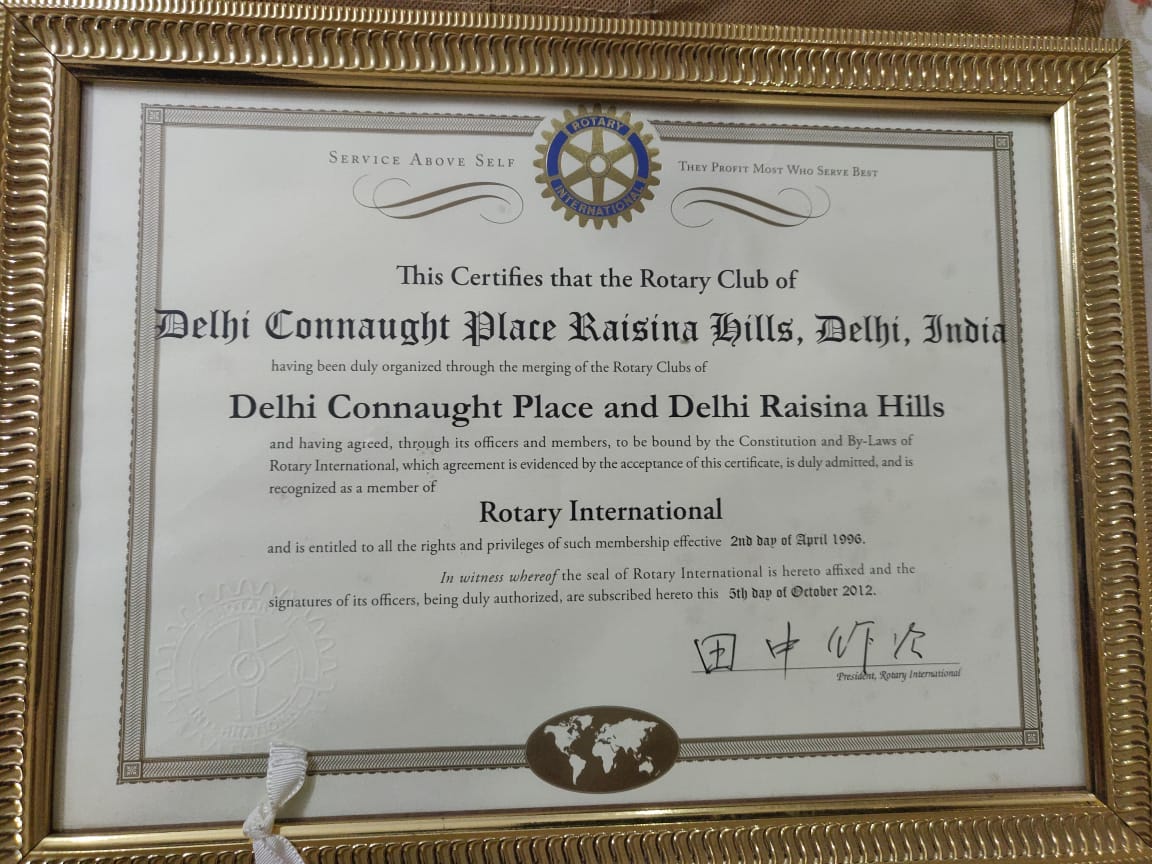 ROTARY
INTERNATIONAL
SERVICE ABOVE SELF
THEY PROFIT MOST WHO SERVE BEST
This Certifies that the Rotary Club of
Delhi Connaught Place Raisina Hills, Delhi, India
having been duly organized through the merging of the Rotary Clubs of
Delhi Connaught Place and Delhi Raisina Hills
and having agreed, through its officers and members, to be bound by the Constitution and By-Laws of
Rotary International, which agreement is evidenced by the acceptance of this certificate, is duly admitted, and is
recognized as a member of
Rotary International
and is entitled to all the rights and privileges of such membership effective 2nd day of April 1996.
In witness whereof the seal of Rotary International is hereto affixed and the
signatures of its officers, being duly authorized, are subscribed hereto this 5th day of October 2012.
田中作次
President, Rotary International
ROTARY
INTERNATIONAL